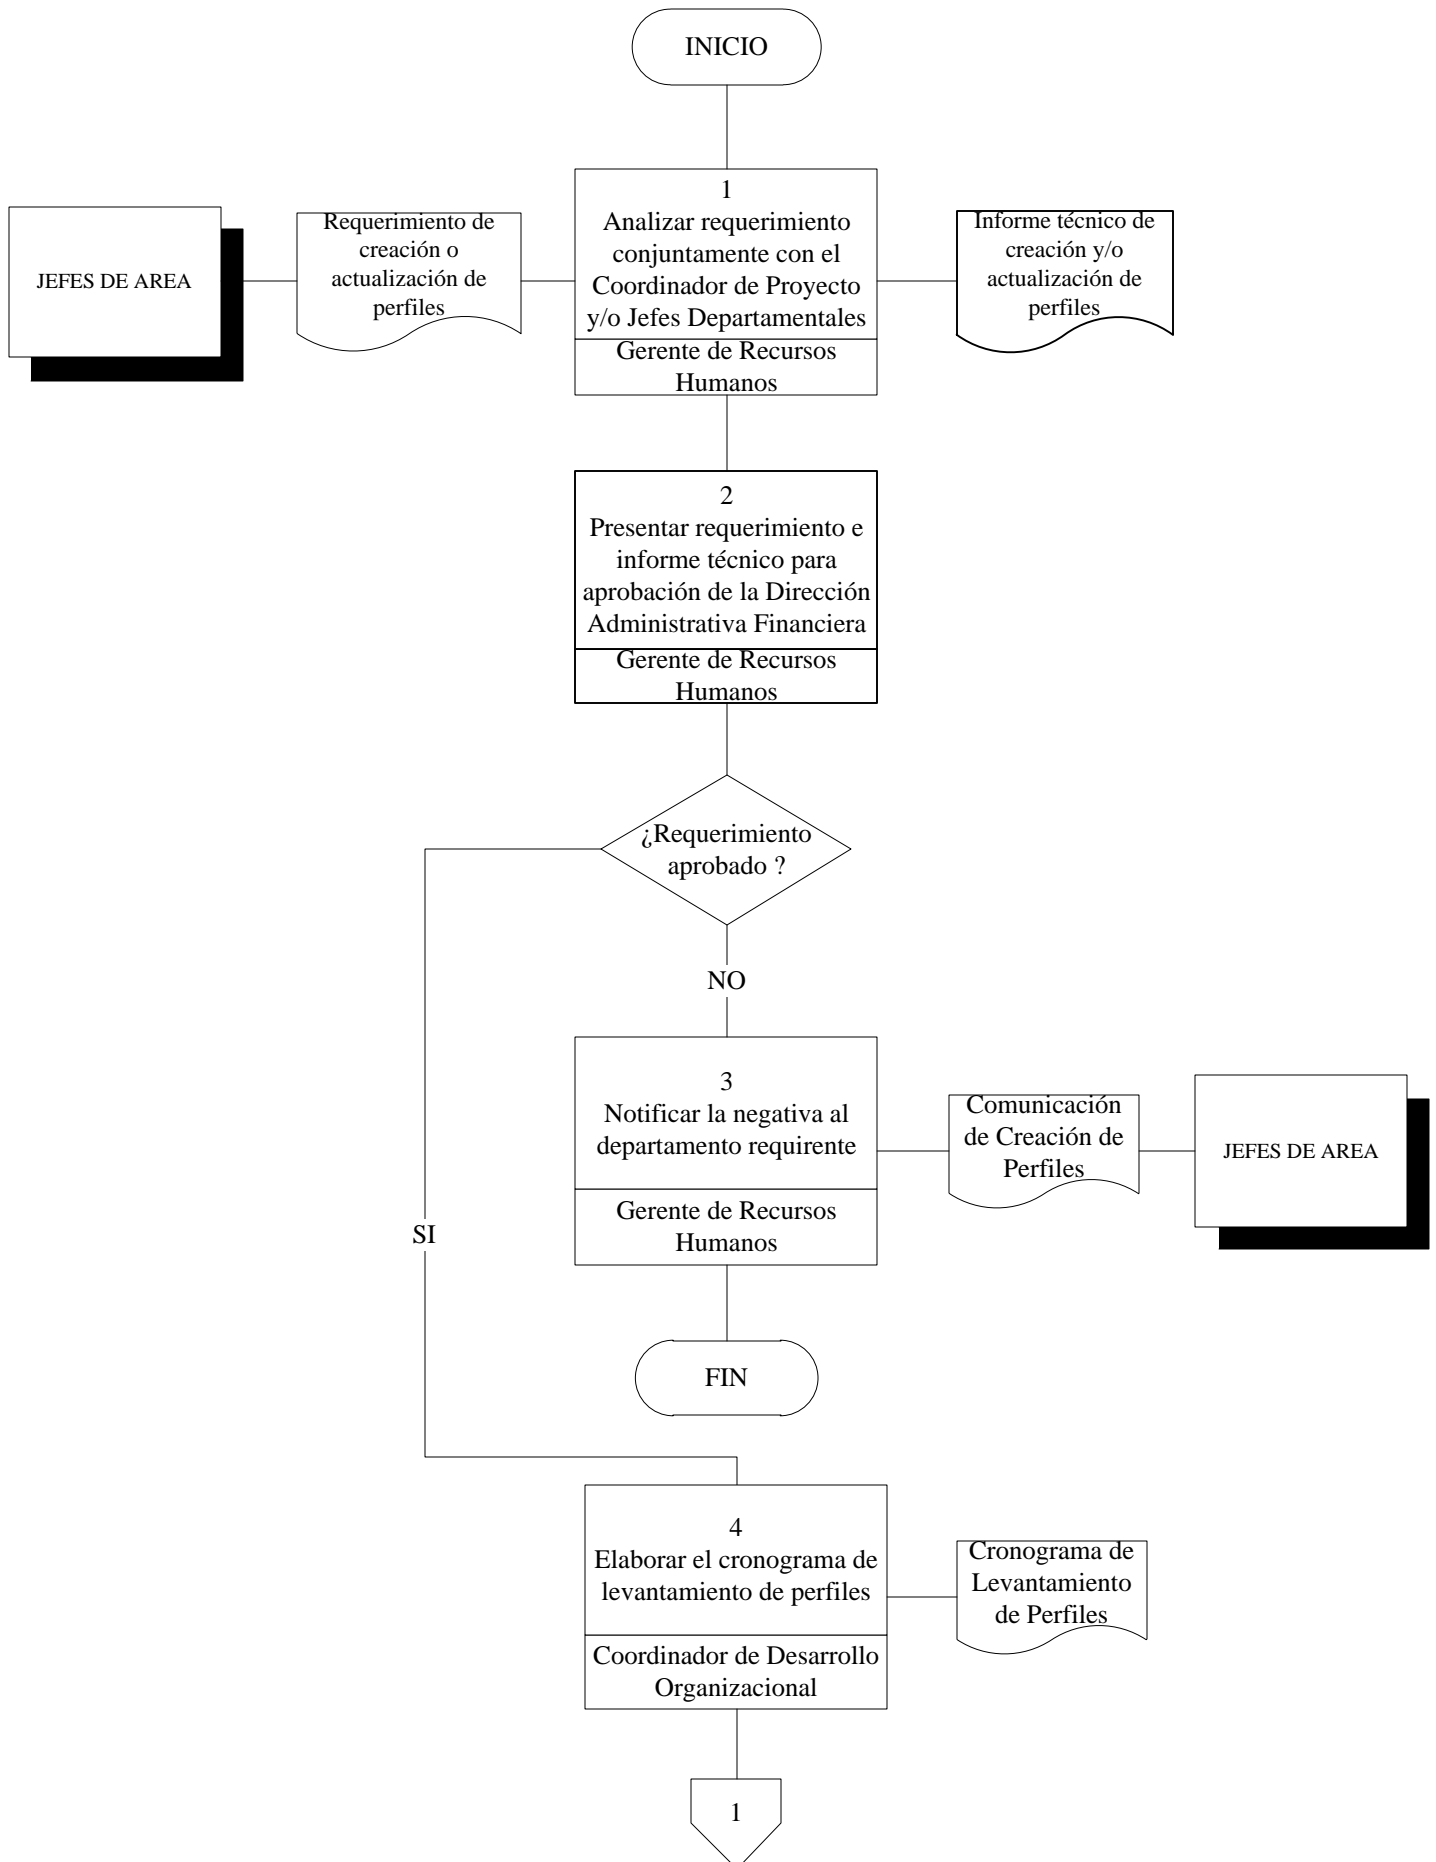 INICIO
JEFES DE AREA
Requerimiento de
creación o
actualización de
perfiles
1
Analizar requerimiento
conjuntamente con el
Coordinador de Proyecto
y/o Jefes Departamentales
Gerente de Recursos
Humanos
Informe técnico de
creación y/o
actualización de
perfiles
2
Presentar requerimiento e
informe técnico para
aprobación de la Dirección
Administrativa Financiera
Gerente de Recursos
Humanos
¿Requerimiento
aprobado ?
NO
3
Notificar la negativa al
departamento requirente
Gerente de Recursos
Humanos
Comunicación
de Creación de
Perfiles
JEFES DE AREA
SI
FIN
4
Elaborar el cronograma de
levantamiento de perfiles
Coordinador de Desarrollo
Organizacional
Cronograma de
Levantamiento
de Perfiles
1